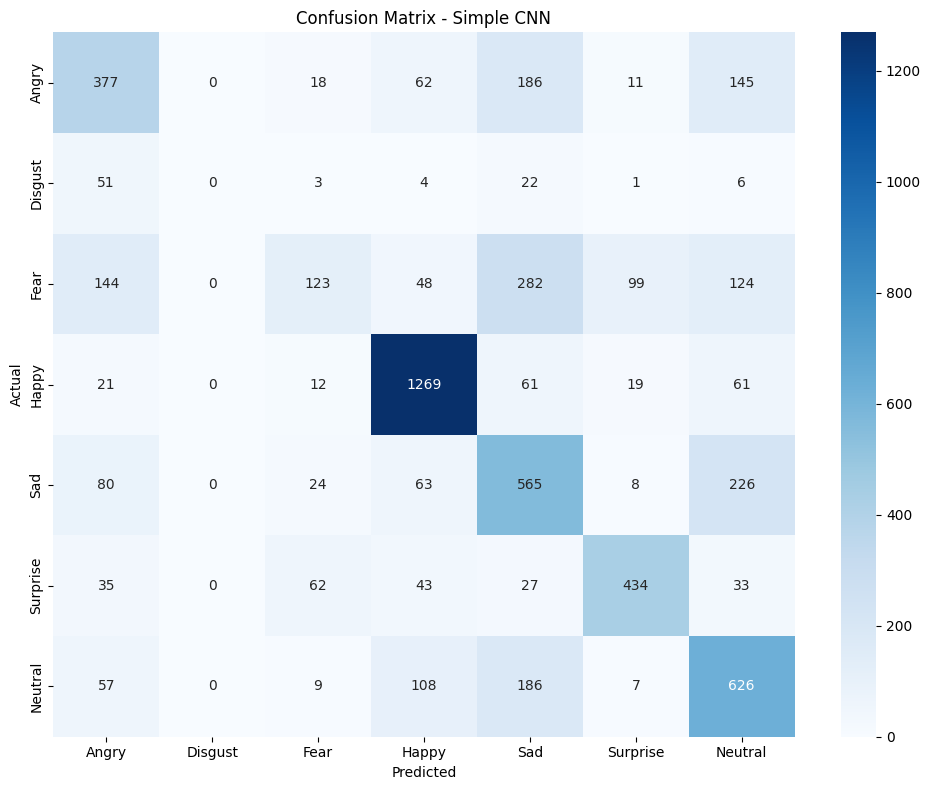 Confusion Matrix - Simple CNN
Actual
Angry 377 0 18 62 186 11 145
Disgust 51 0 3 4 22 1 6
Fear 144 0 123 48 282 99 124
Happy 21 0 12 1269 61 19 61
Sad 80 0 24 63 565 8 226
Surprise 35 0 62 43 27 434 33
Neutral 57 0 9 108 186 7 626
Angry Disgust Fear Happy Sad Surprise Neutral
Predicted
1200
1000
800
600
400
200
0